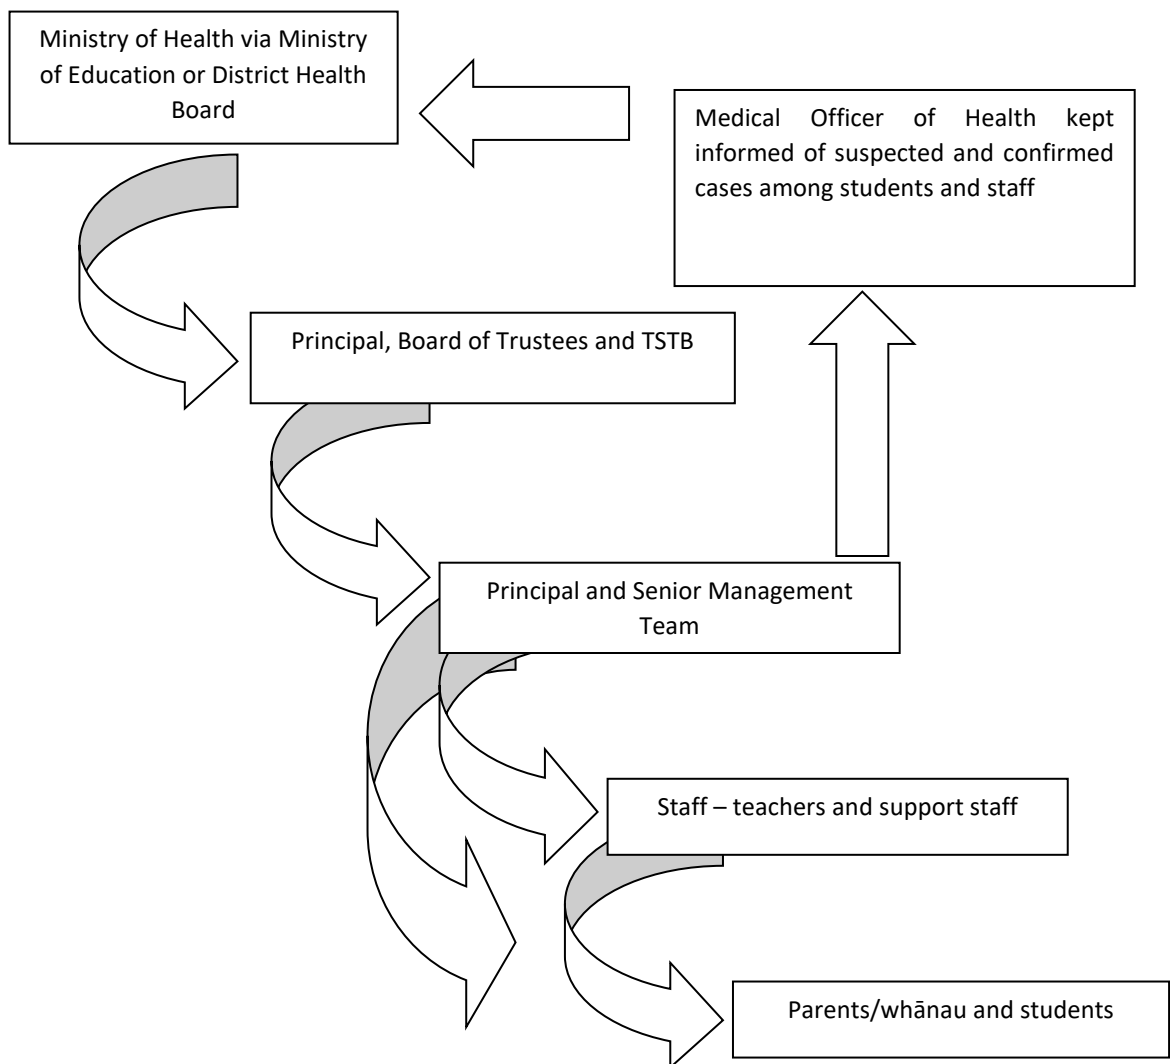 Ministry of Health via Ministry
of Education or District Health
Board
Medical Officer of Health kept
informed of suspected and confirmed
cases among students and staff
Principal, Board of Trustees and TSTB
Principal and Senior Management
Team
Staff – teachers and support staff
Parents/whānau and students